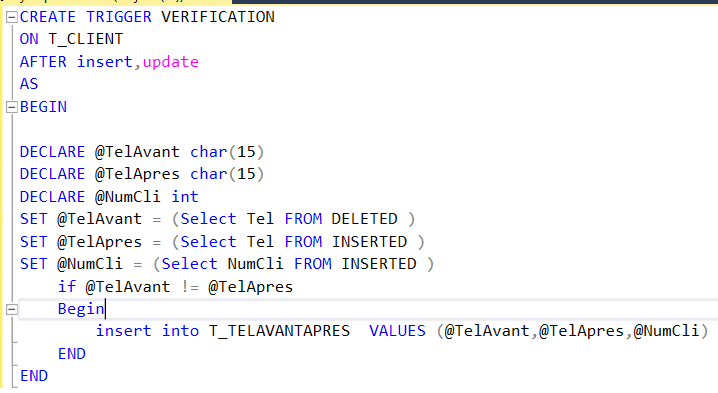 CREATE TRIGGER VERIFICATION
ON T_CLIENT
AFTER insert,update
AS
BEGIN
DECLARE @TelAvant char(15)
DECLARE @TelApres char(15)
DECLARE @NumCli int
SET @TelAvant = (Select Tel FROM DELETED )
SET @TelApres = (Select Tel FROM INSERTED )
SET @NumCli = (Select NumCli FROM INSERTED )
if @TelAvant != @TelApres
Begin
insert into T_TELAVANTAPRES  VALUES (@TelAvant,@TelApres,@NumCli)
END
END